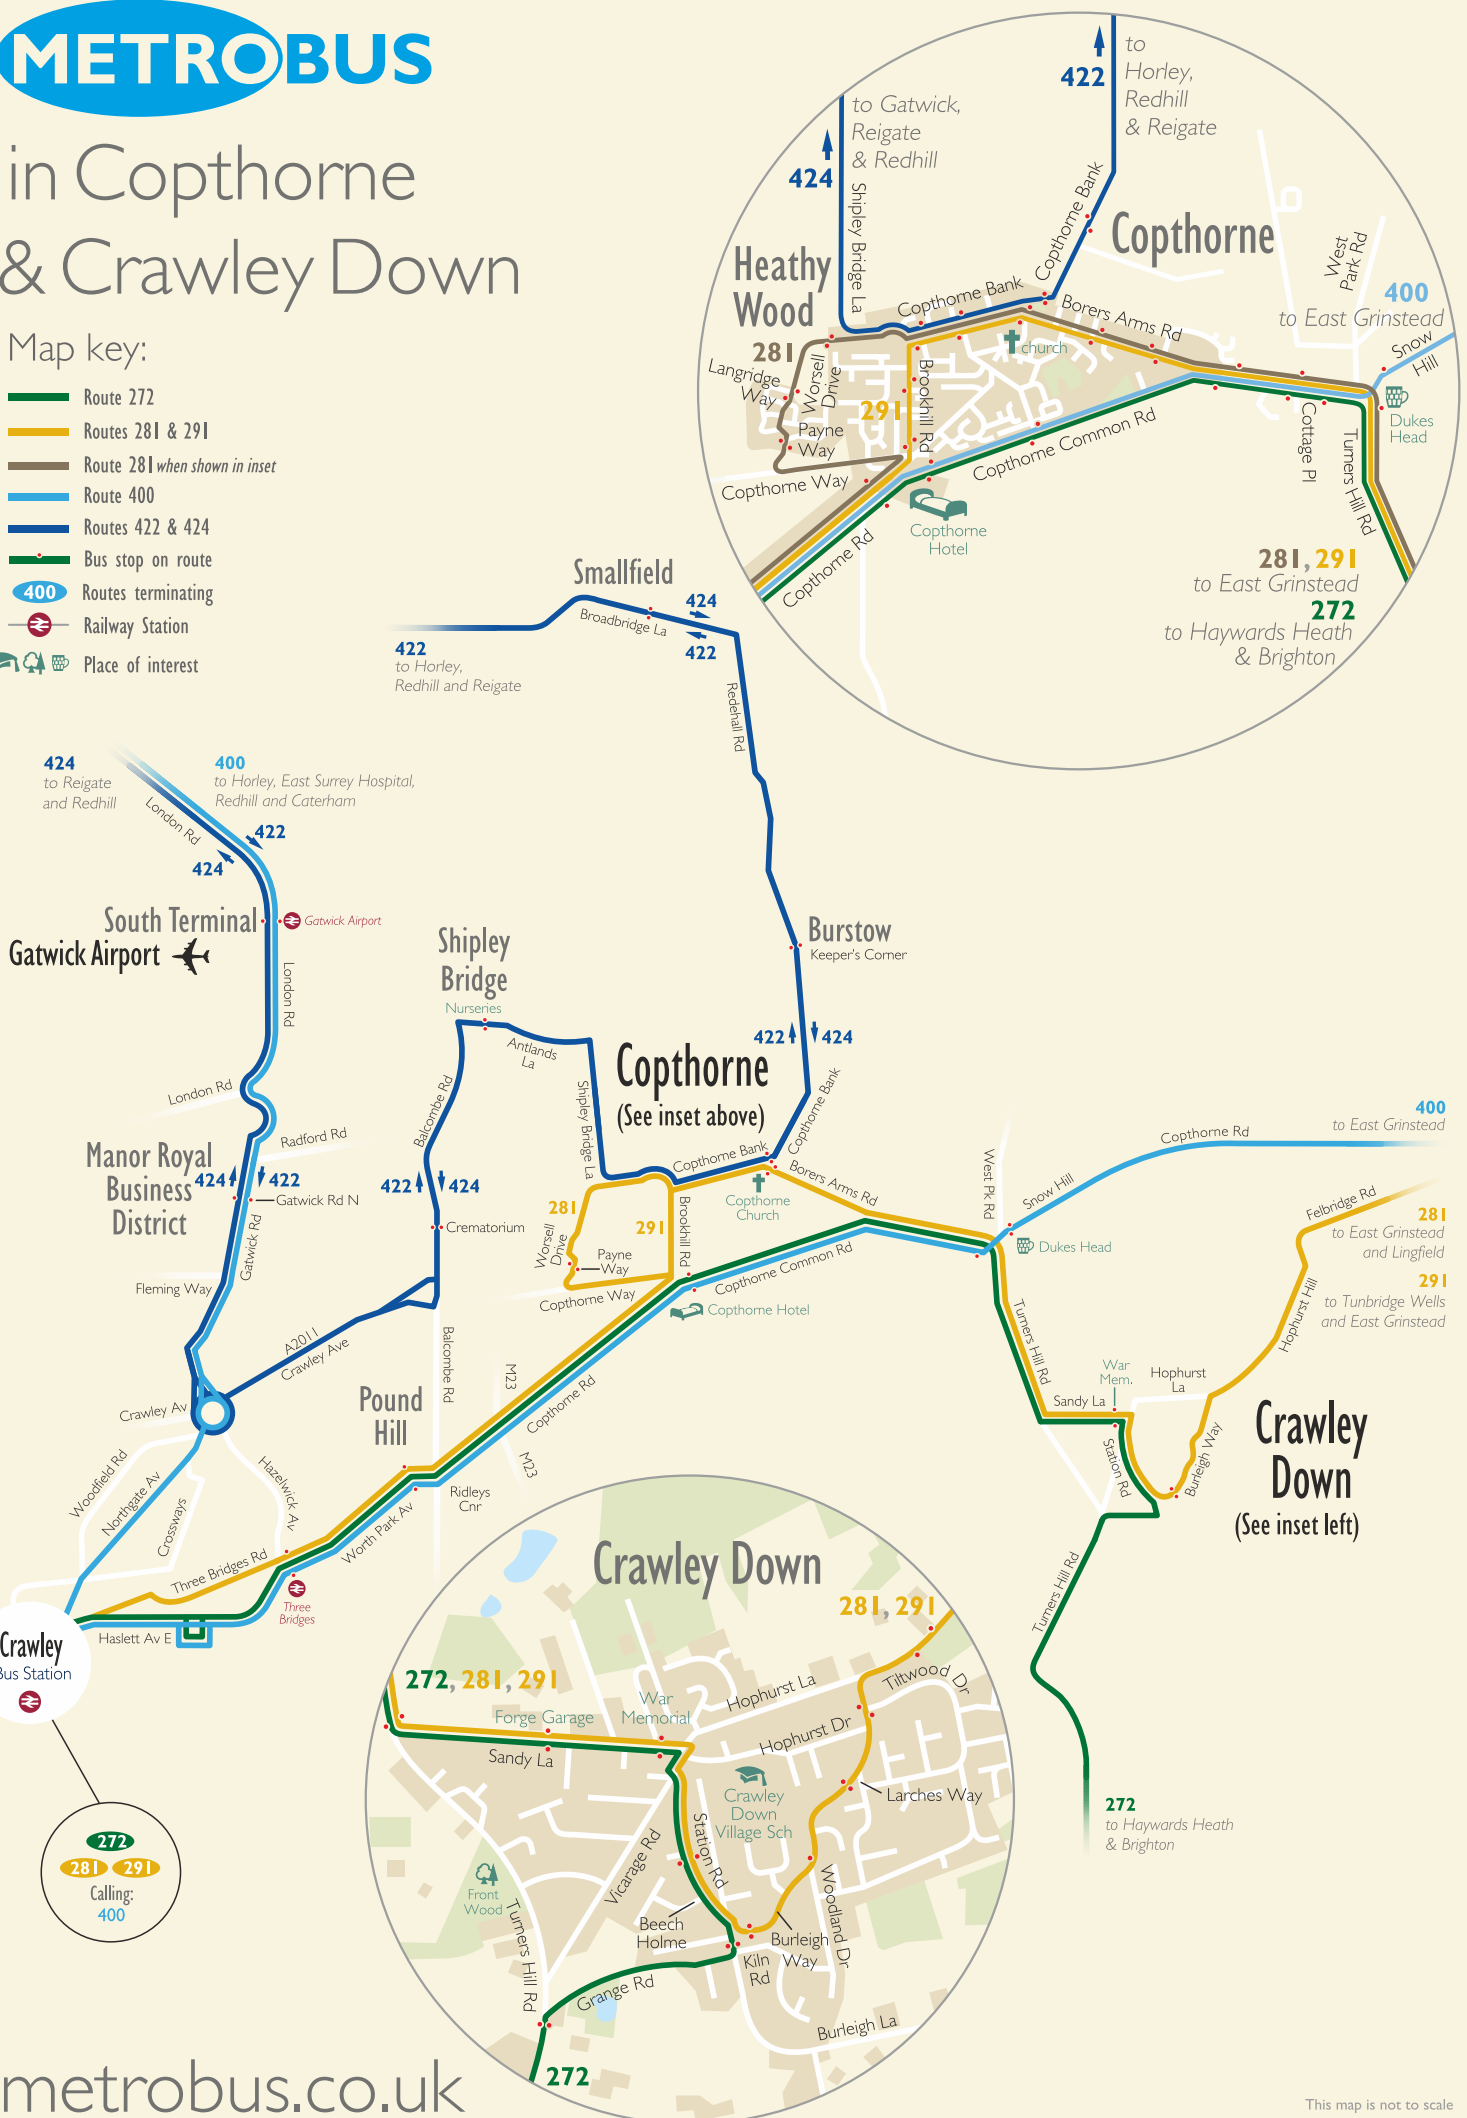 METROBUS
in Copthorne
& Crawley Down
Map key:
Route 272
Routes 281 & 291
Route 281 when shown in inset
Route 400
Routes 422 & 424
Bus stop on route
400 Routes terminating
Railway Station
Place of interest
422
to
Horley,
Redhill
& Reigate
to Gatwick,
Reigate
& Redhill
424
Shipley Bridge La
Copthorne Bank
Copthorne
Heathy
Wood
West
Park Rd
400
to East Grinstead
Copthorne Bank
Borers Arms Rd
Snow
Hill
281
church
Langridge
Way
Worsell
Drive
Brookhill Rd
291
Payne
Way
Dukes
Head
Cottage Pl
Turners Hill Rd
Copthorne Common Rd
Copthorne Way
Copthorne
Hotel
Copthorne Rd
281, 291
to East Grinstead
272
to Haywards Heath
& Brighton
Smallfield
424
Broadbridge La
422
422
to Horley,
Redhill and Reigate
Redehall Rd
424
to Reigate
and Redhill
400
to Horley, East Surrey Hospital,
Redhill and Caterham
London Rd
422
424
South Terminal
Gatwick Airport
Gatwick Airport
London Rd
Shipley
Bridge
Nurseries
Antlands
La
Burstow
Keeper's Corner
422
424
Copthorne
(See inset above)
Copthorne Bank
London Rd
Balcombe Rd
Shipley Bridge La
Radford Rd
Manor Royal
Business
District
424
422
Gatwick Rd N
Gatwick Rd
Fleming Way
422
424
Crematorium
Copthorne Bank
Borers Arms Rd
Copthorne
Church
281
291
Brookhill Rd
Worsell
Drive
Payne
Way
Copthorne Way
Copthorne Common Rd
Copthorne Hotel
West Pk Rd
Snow Hill
Copthorne Rd
400
to East Grinstead
Dukes Head
Felbridge Rd
281
to East Grinstead
and Lingfield
291
to Tunbridge Wells
and East Grinstead
Hophurst Hill
Turners Hill Rd
War
Mem.
Hophurst
La
Sandy La
Station Rd
Burleigh Way
Crawley
Down
(See inset left)
A2011
Crawley Ave
Balcombe Rd
M23
Copthorne Rd
M23
Pound
Hill
Ridleys
Cnr
Crawley Av
Woodfield Rd
Northgate Av
Crossways
Hazelwick Av
Worth Park Av
Three Bridges Rd
Three
Bridges
Haslett Av E
Crawley
Bus Station
272
281 291
Calling:
400
Turners Hill Rd
272
to Haywards Heath
& Brighton
Crawley Down
281, 291
272, 281, 291
Forge Garage
War
Memorial
Hophurst La
Tiltwood Dr
Sandy La
Hophurst Dr
Crawley
Down
Village Sch
Larches Way
Station Rd
Vicarage Rd
Front
Wood
Turners Hill Rd
Beech
Holme
Woodland Dr
Burleigh
Way
Kiln
Rd
Grange Rd
Burleigh La
272
metrobus.co.uk
This map is not to scale